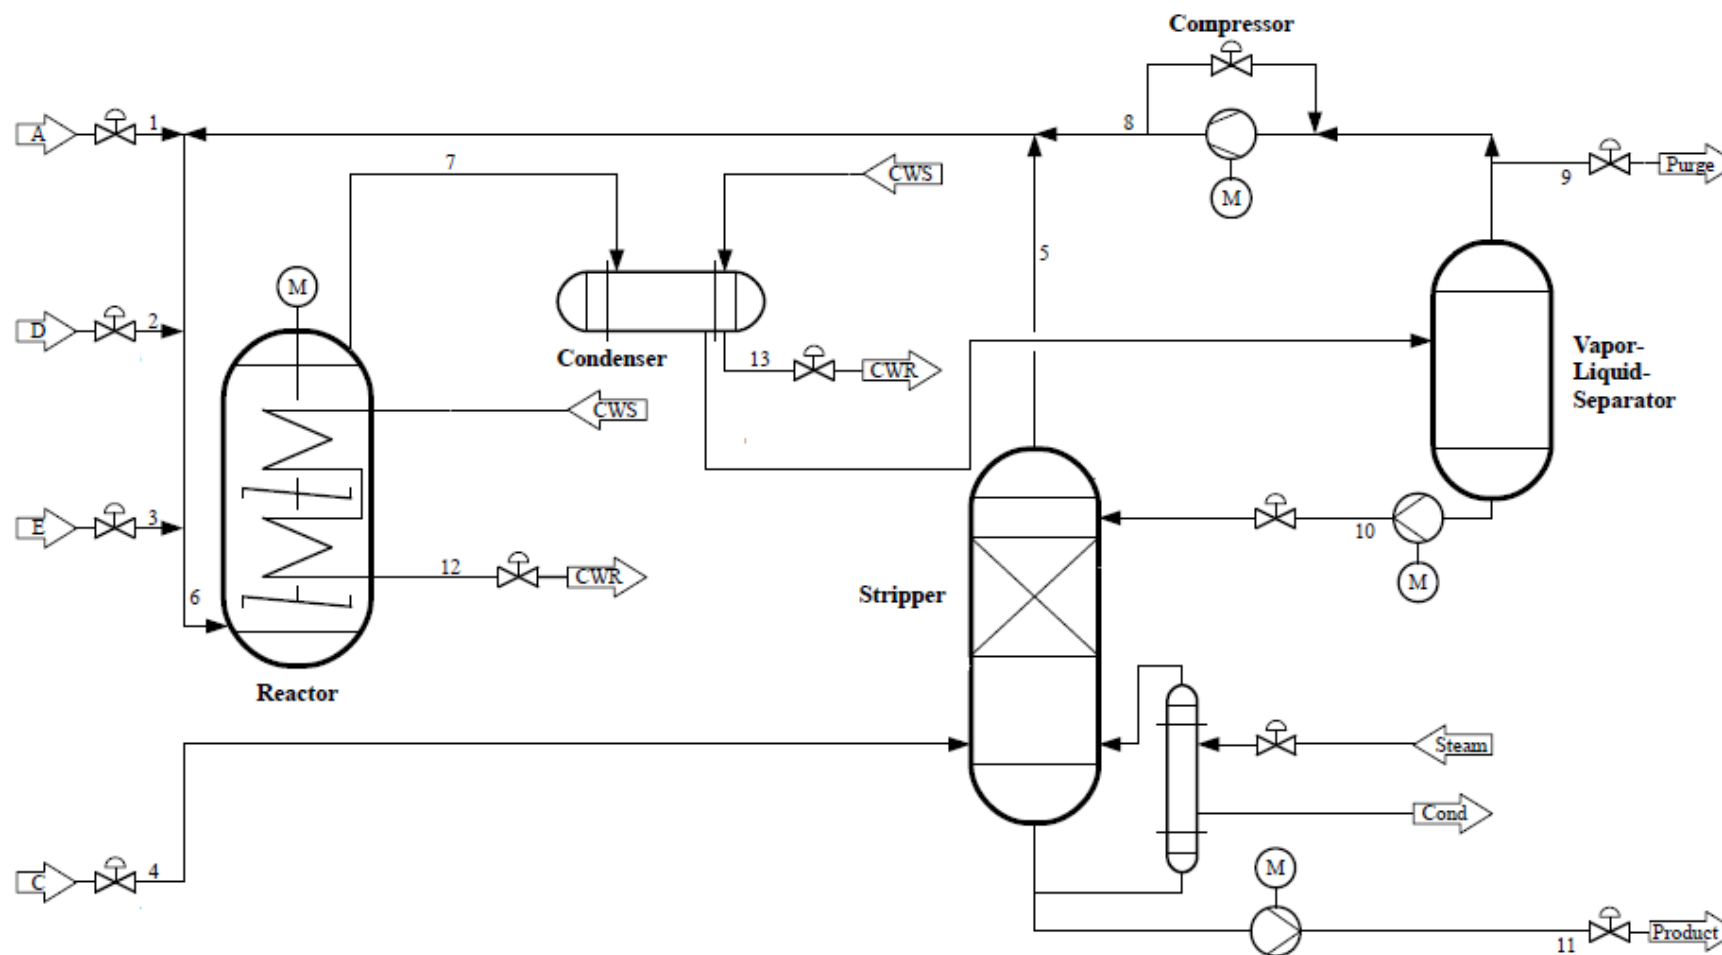 Compressor
A
1
8
7
CWS
9
Purge
5
M
M
D
2
Condenser
13
CWR
Vapor-
Liquid-
Separator
CWS
E
3
10
12
CWR
M
6
Stripper
Reactor
Steam
Cond
C
4
M
11
Product